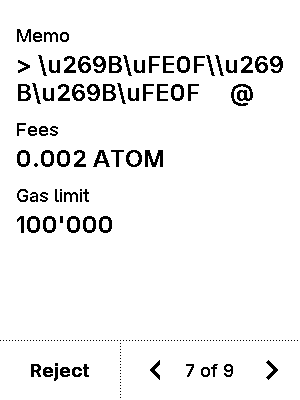 Memo
> \u269B\uFE0F\\u269
B\u269B\uFE0F     @
Fees
0.002 ATOM
Gas limit
100'000
Reject
7 of 9